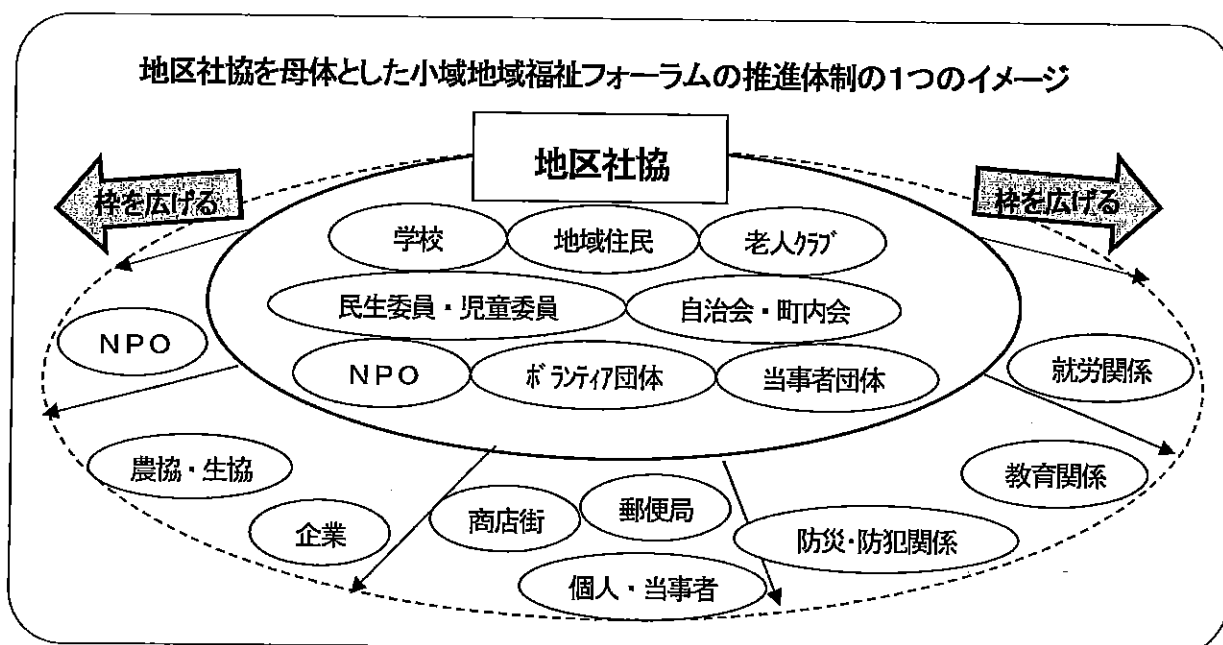 地区社協を母体とした小域地域福祉フォーラムの推進体制の1つのイメージ
地区社協
枠を広げる
枠を広げる
学校
地域住民
老人クラブ
民生委員・児童委員
自治会・町内会
NPO
NPO
ボランティア団体
当事者団体
就労関係
農協・生協
教育関係
企業
商店街
郵便局
防災・防犯関係
個人・当事者